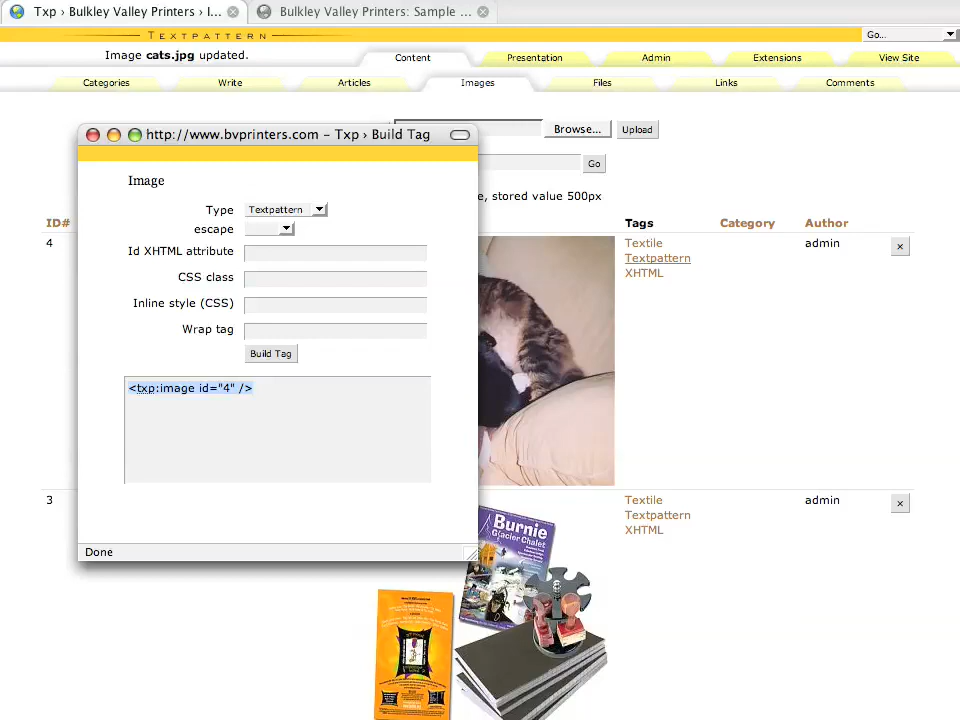 Txp › Bulkley Valley Printers › I...
Bulkley Valley Printers: Sample ...
TEXTPATTERN
Go...
Image cats.jpg updated.
Content
Presentation
Admin
Extensions
View Site
Categories
Write
Articles
Images
Files
Links
Comments
Browse...
Upload
http://www.bvprinters.com – Txp › Build Tag
Go
Image
e, stored value 500px
Type
Textpattern
ID#
Tags
Category
Author
escape
4
Textile
admin
×
Id XHTML attribute
Textpattern
CSS class
XHTML
Inline style (CSS)
Wrap tag
Build Tag
<txp:image id="4" />
3
Textile
admin
×
Textpattern
XHTML
Burnie
Glacier Chalet
Done